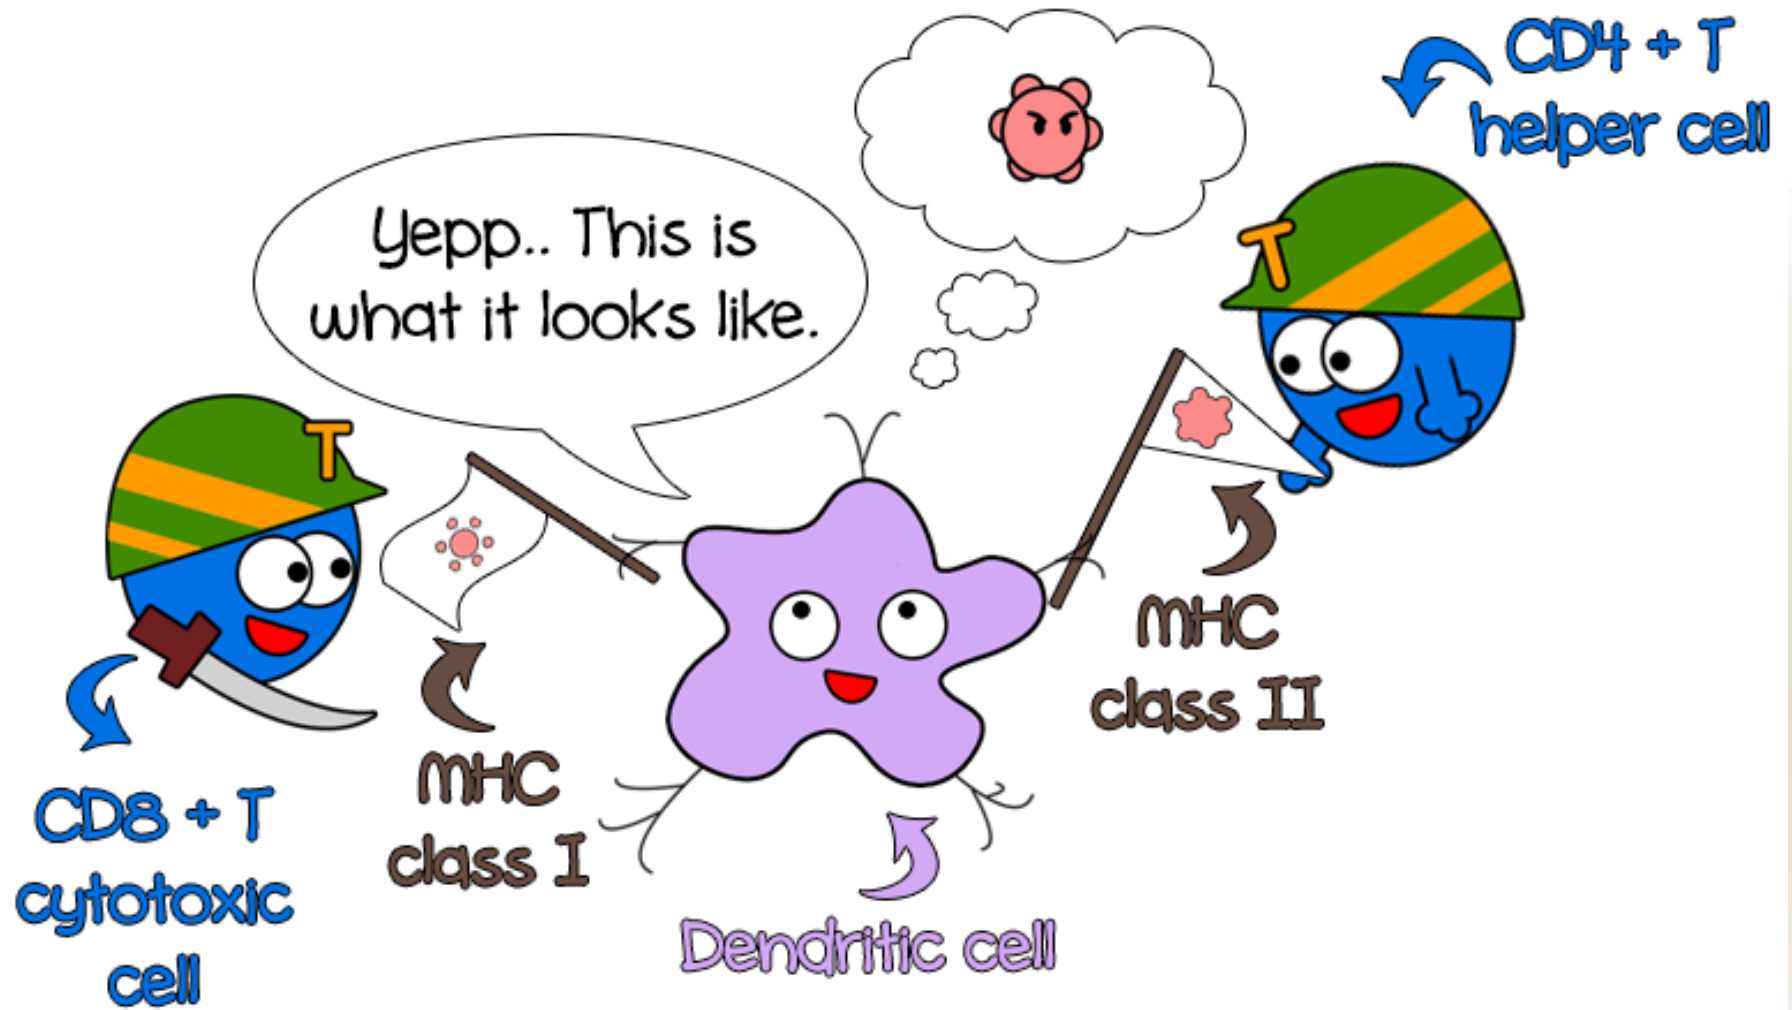 CD4 + T
helper cell
Yepp.. This is
what it looks like.
T
T
MHC
class II
MHC
class I
CD8 + T
cytotoxic
cell
Dendritic cell